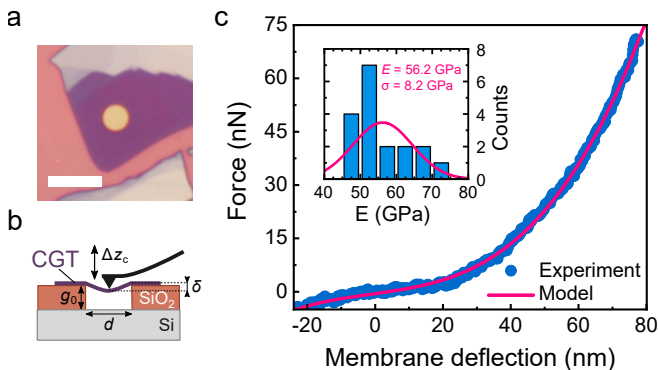 a
b
Δz_c
CGT
δ
g₀
SiO₂
d
Si
c
75
60
45
30
15
0
Force (nN)
-20
0
20
40
60
80
Membrane deflection (nm)
Experiment
Model
E = 56.2 GPa
σ = 8.2 GPa
8
6
4
2
0
Counts
40
50
60
70
80
E (GPa)